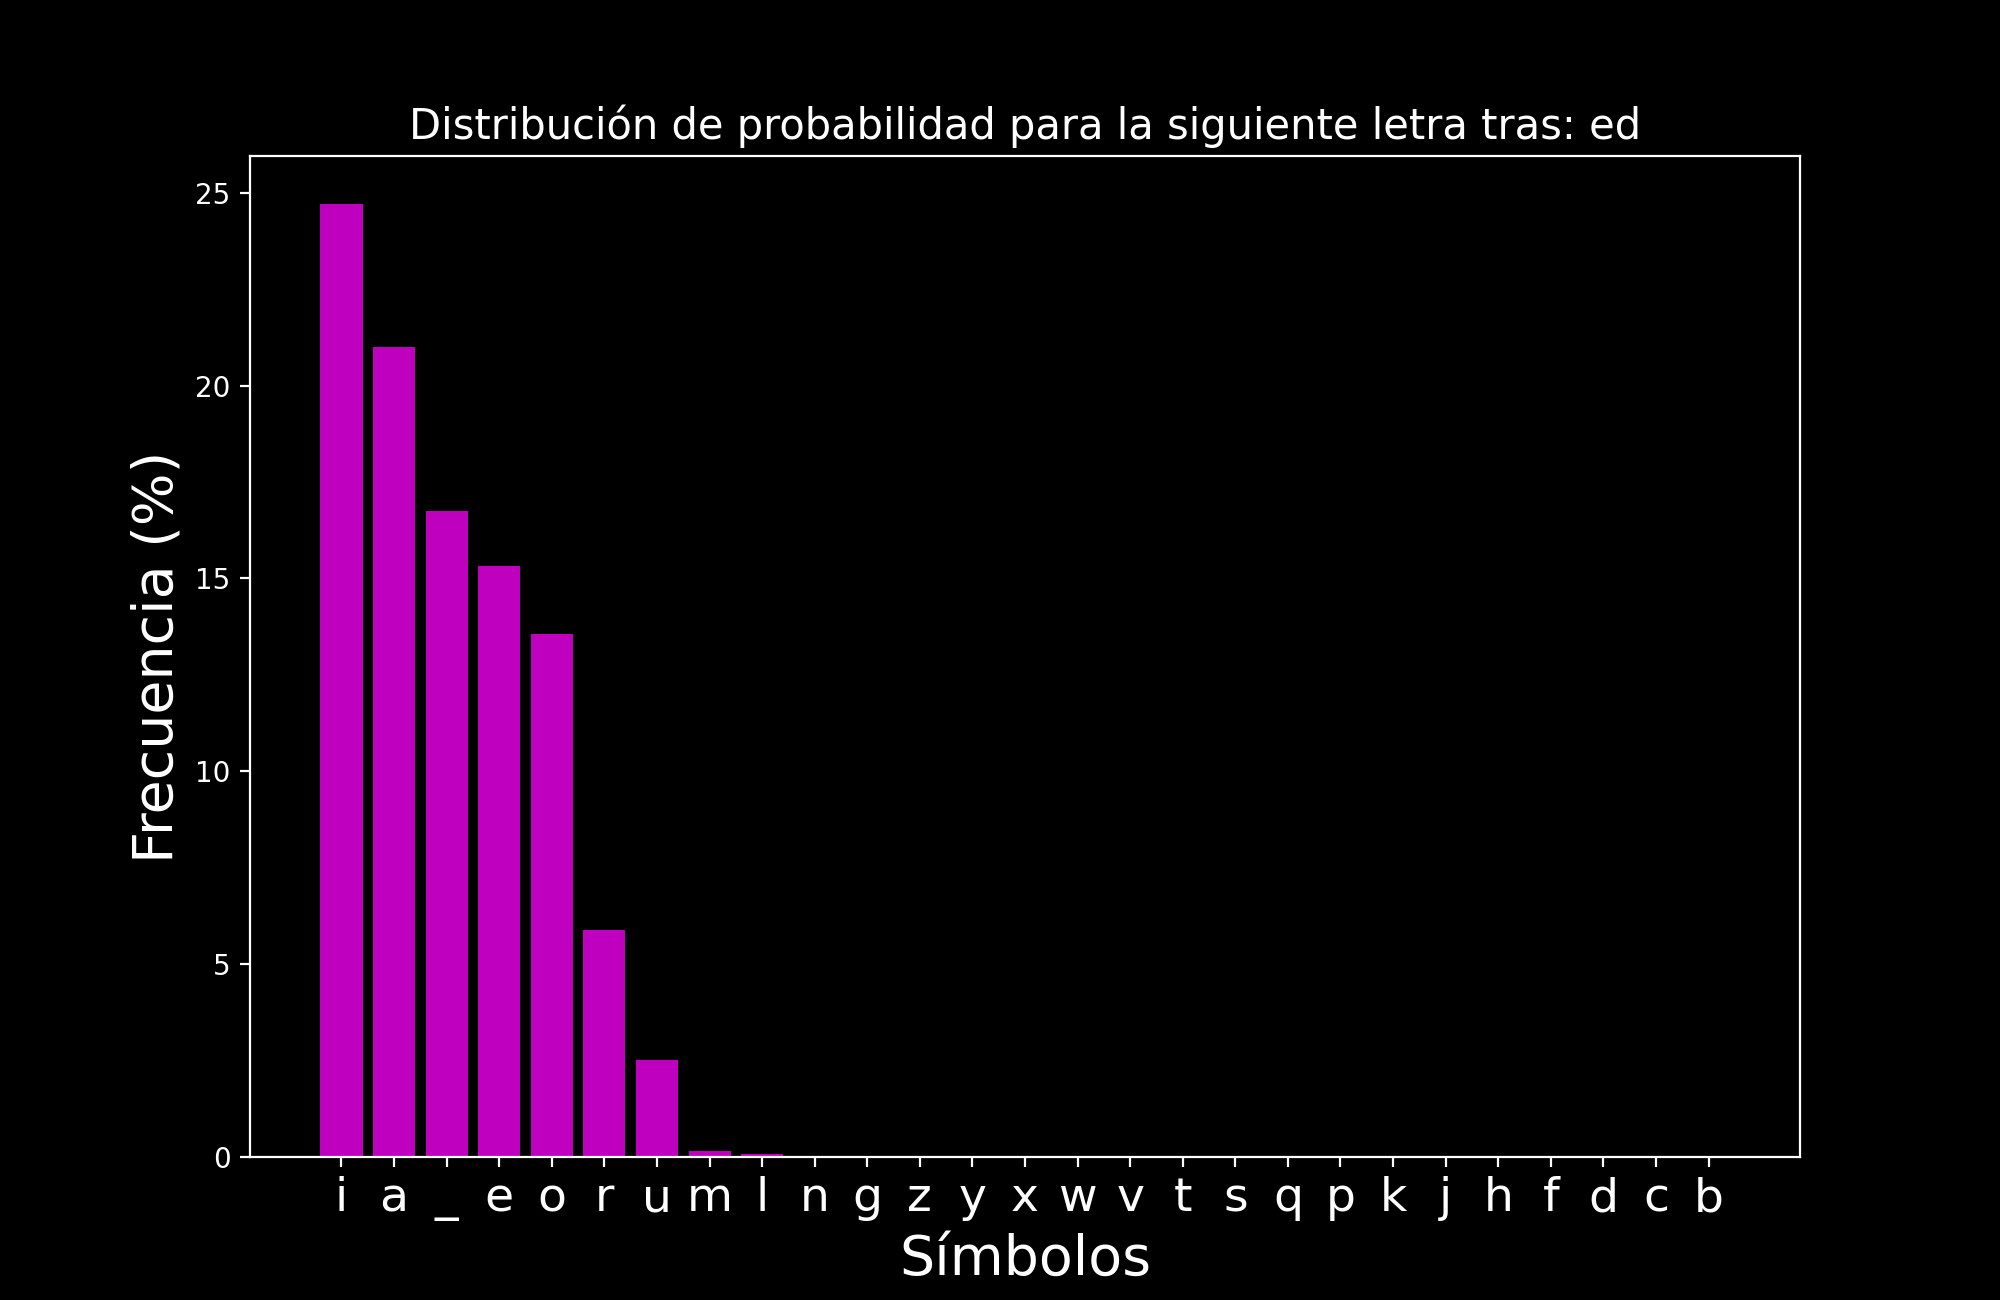 Distribución de probabilidad para la siguiente letra tras: ed
Frecuencia (%)
25
20
15
10
5
0
i a _ e o r u m l n g z y x w v t s q p k j h f d c b
Símbolos